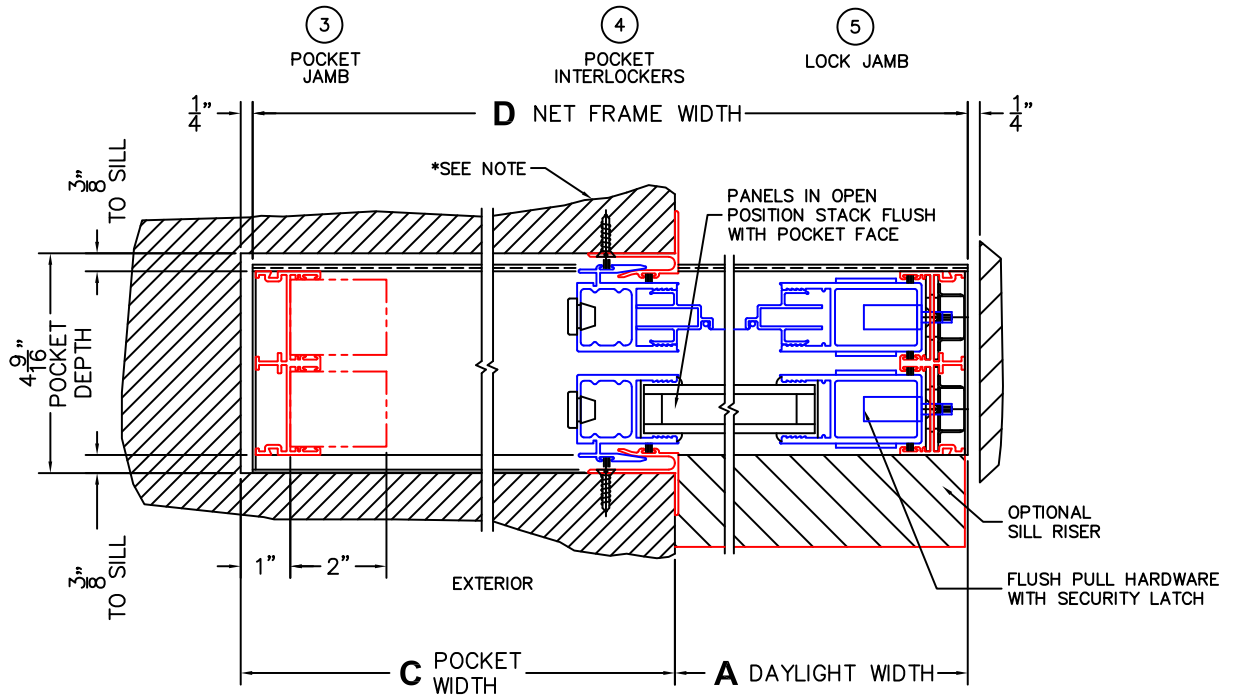 3
POCKET
JAMB
4
POCKET
INTERLOCKERS
5
LOCK JAMB
1/4"
D NET FRAME WIDTH
1/4"
3/8"
TO SILL
*SEE NOTE
PANELS IN OPEN
POSITION STACK FLUSH
WITH POCKET FACE
4 9/16"
POCKET
DEPTH
OPTIONAL
SILL RISER
3/8"
TO SILL
1"
2"
EXTERIOR
FLUSH PULL HARDWARE
WITH SECURITY LATCH
C POCKET
WIDTH
A DAYLIGHT WIDTH